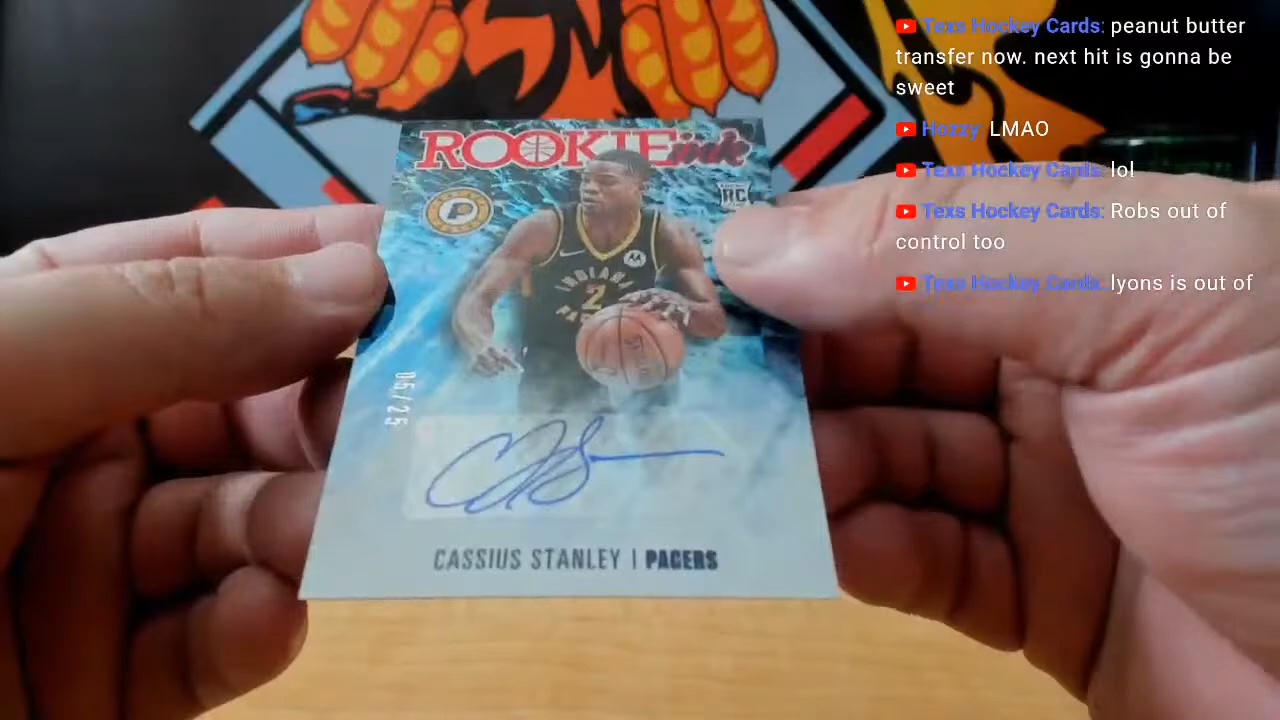 Texs Hockey Cards: peanut butter
transfer now. next hit is gonna be
sweet
Hozzy LMAO
Texs Hockey Cards: lol
Texs Hockey Cards: Robs out of
control too
Texs Hockey Cards: lyons is out of
ROOKIE ink
RC
P
INDIANA
2
05/25
CASSIUS STANLEY | PACERS